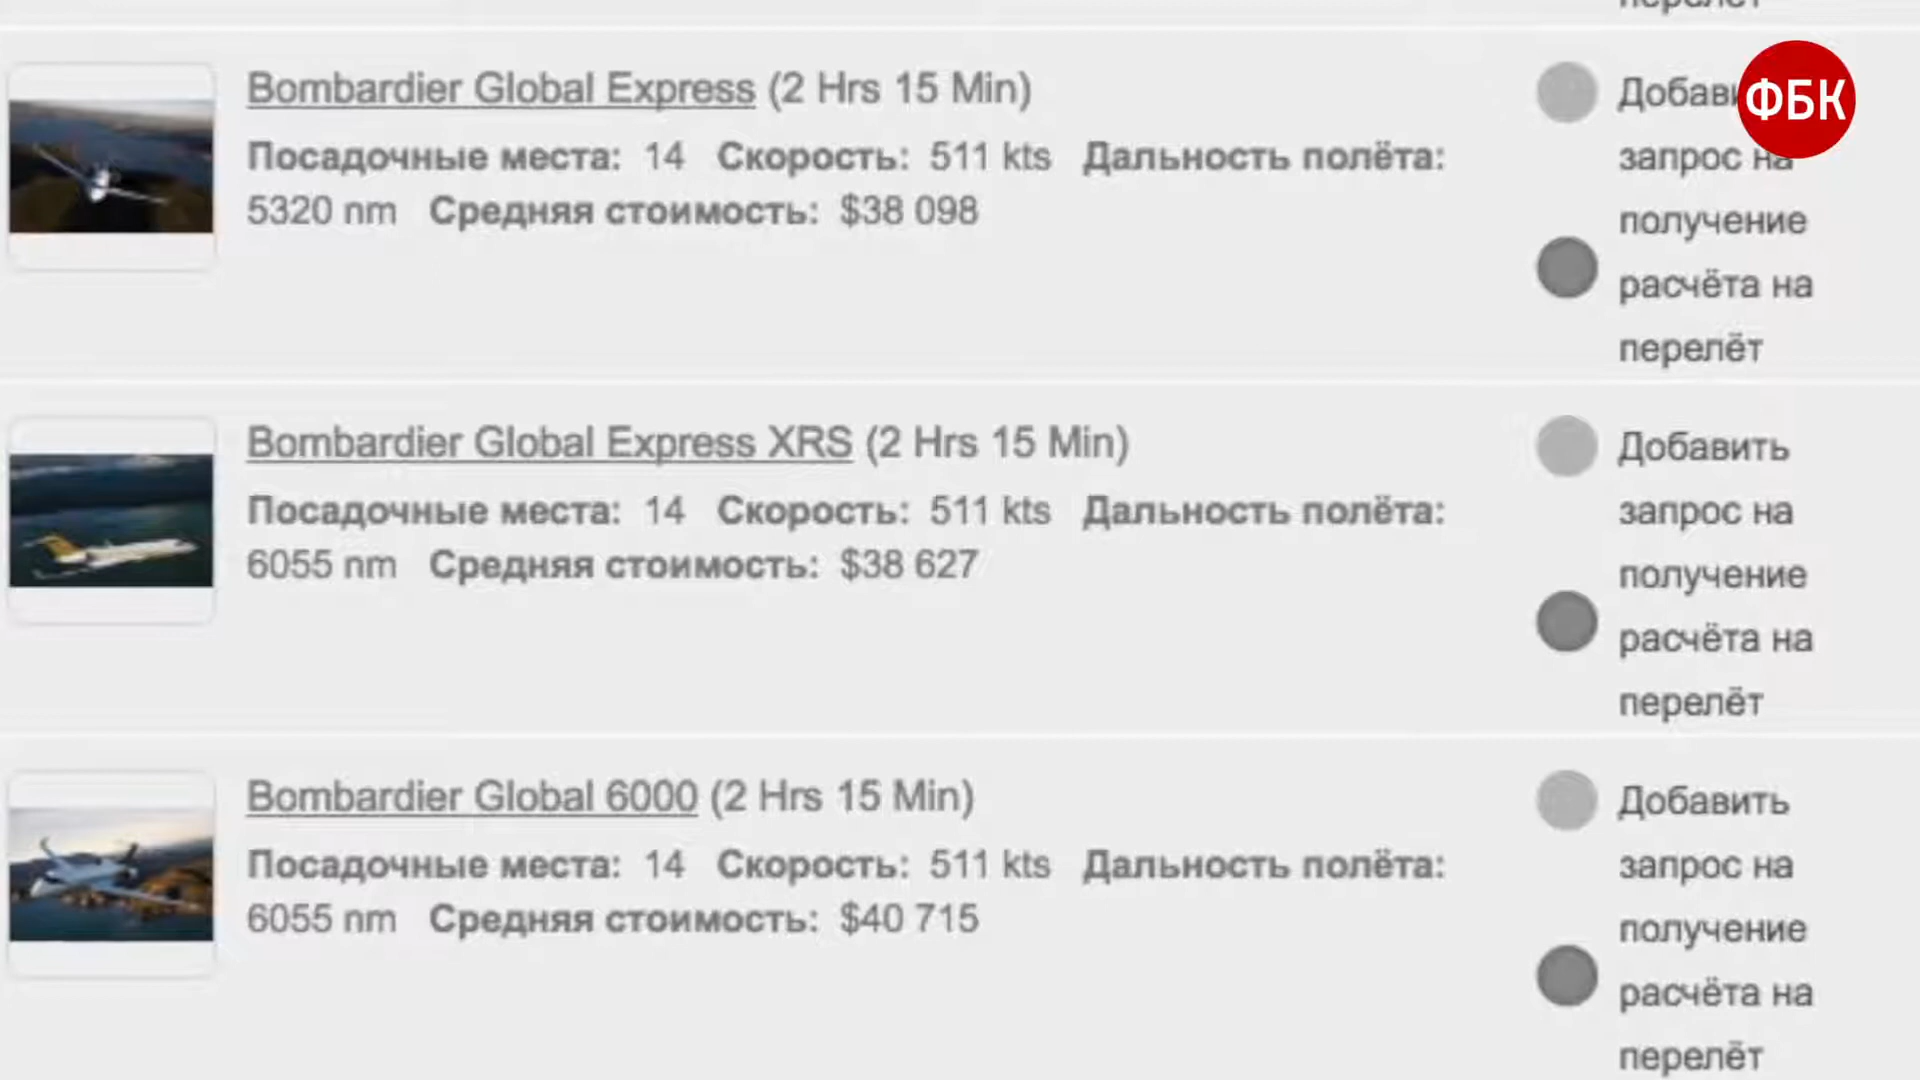 перелёт
Bombardier Global Express (2 Hrs 15 Min)
Посадочные места: 14 Скорость: 511 kts Дальность полёта:
5320 nm Средняя стоимость: $38 098
Добави
запрос на
получение
расчёта на
перелёт
ФБК
Bombardier Global Express XRS (2 Hrs 15 Min)
Посадочные места: 14 Скорость: 511 kts Дальность полёта:
6055 nm Средняя стоимость: $38 627
Добавить
запрос на
получение
расчёта на
перелёт
Bombardier Global 6000 (2 Hrs 15 Min)
Посадочные места: 14 Скорость: 511 kts Дальность полёта:
6055 nm Средняя стоимость: $40 715
Добавить
запрос на
получение
расчёта на
перелёт